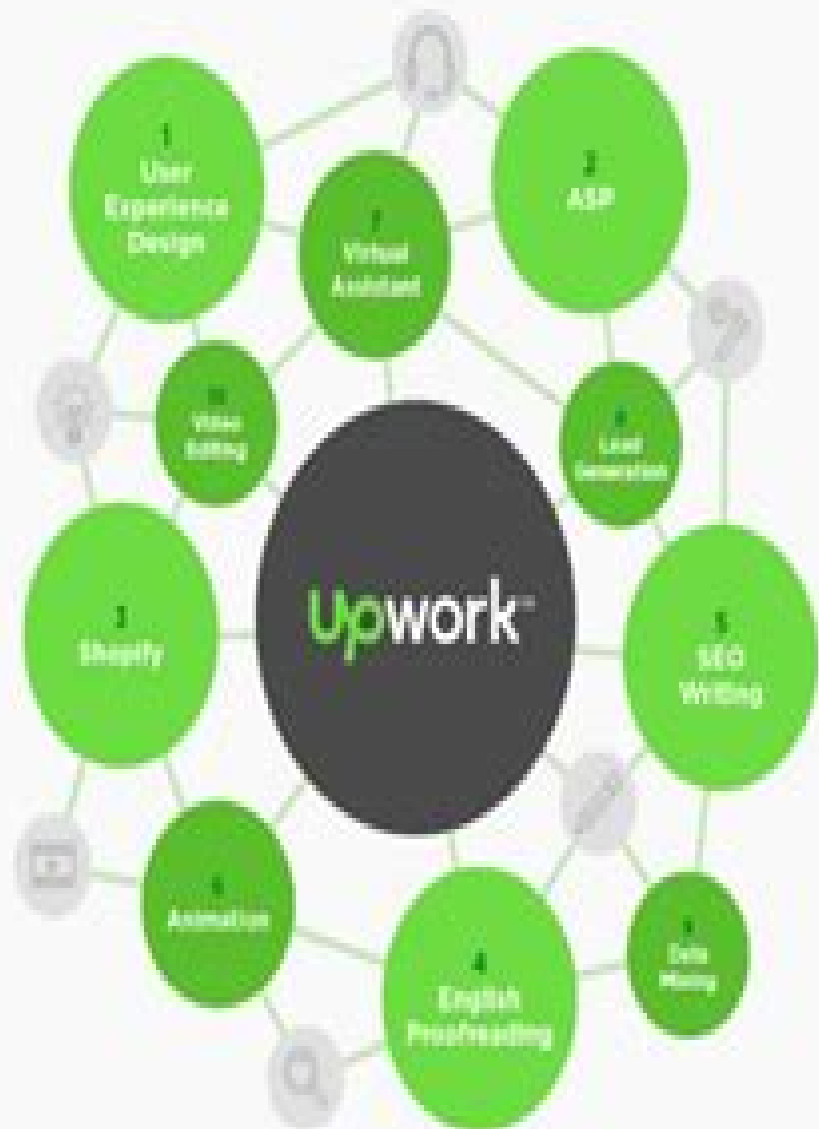 1
User
Experience
Design
2
ASP
7
Virtual
Assistant
10
Video
Editing
8
Lead
Generation
Upwork™
3
Shopify
5
SEO
Writing
6
Animation
4
English
Proofreading
9
Data
Mining